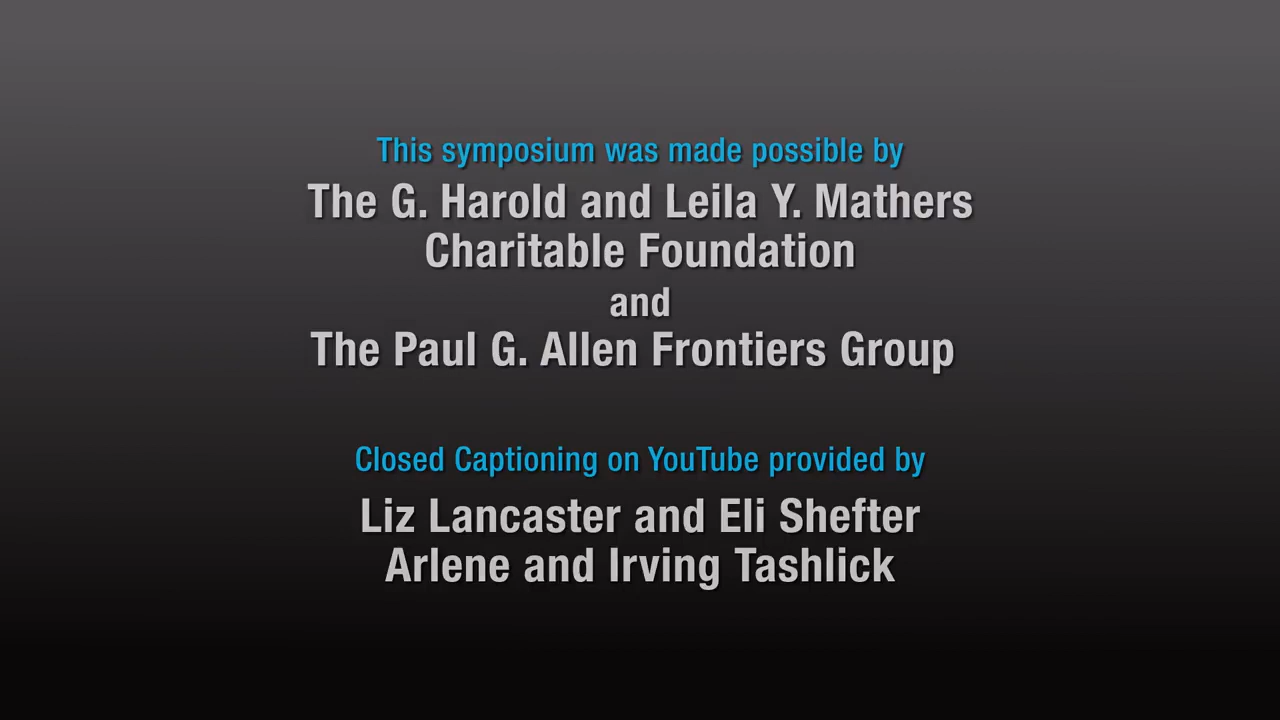 This symposium was made possible by
The G. Harold and Leila Y. Mathers
Charitable Foundation
and
The Paul G. Allen Frontiers Group
Closed Captioning on YouTube provided by
Liz Lancaster and Eli Shefter
Arlene and Irving Tashlick